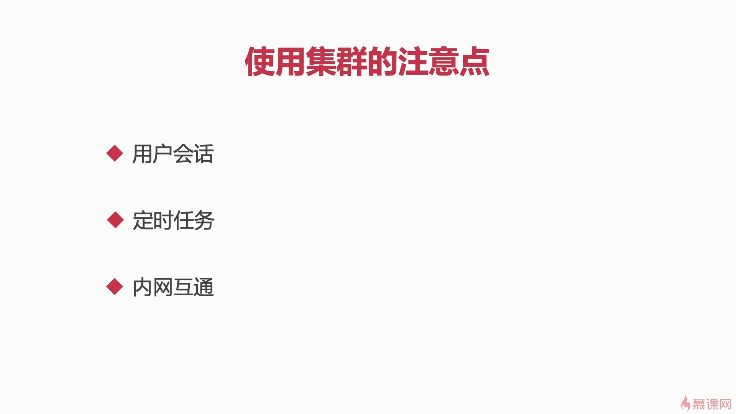 使用集群的注意点
用户会话
定时任务
内网互通
慕课网